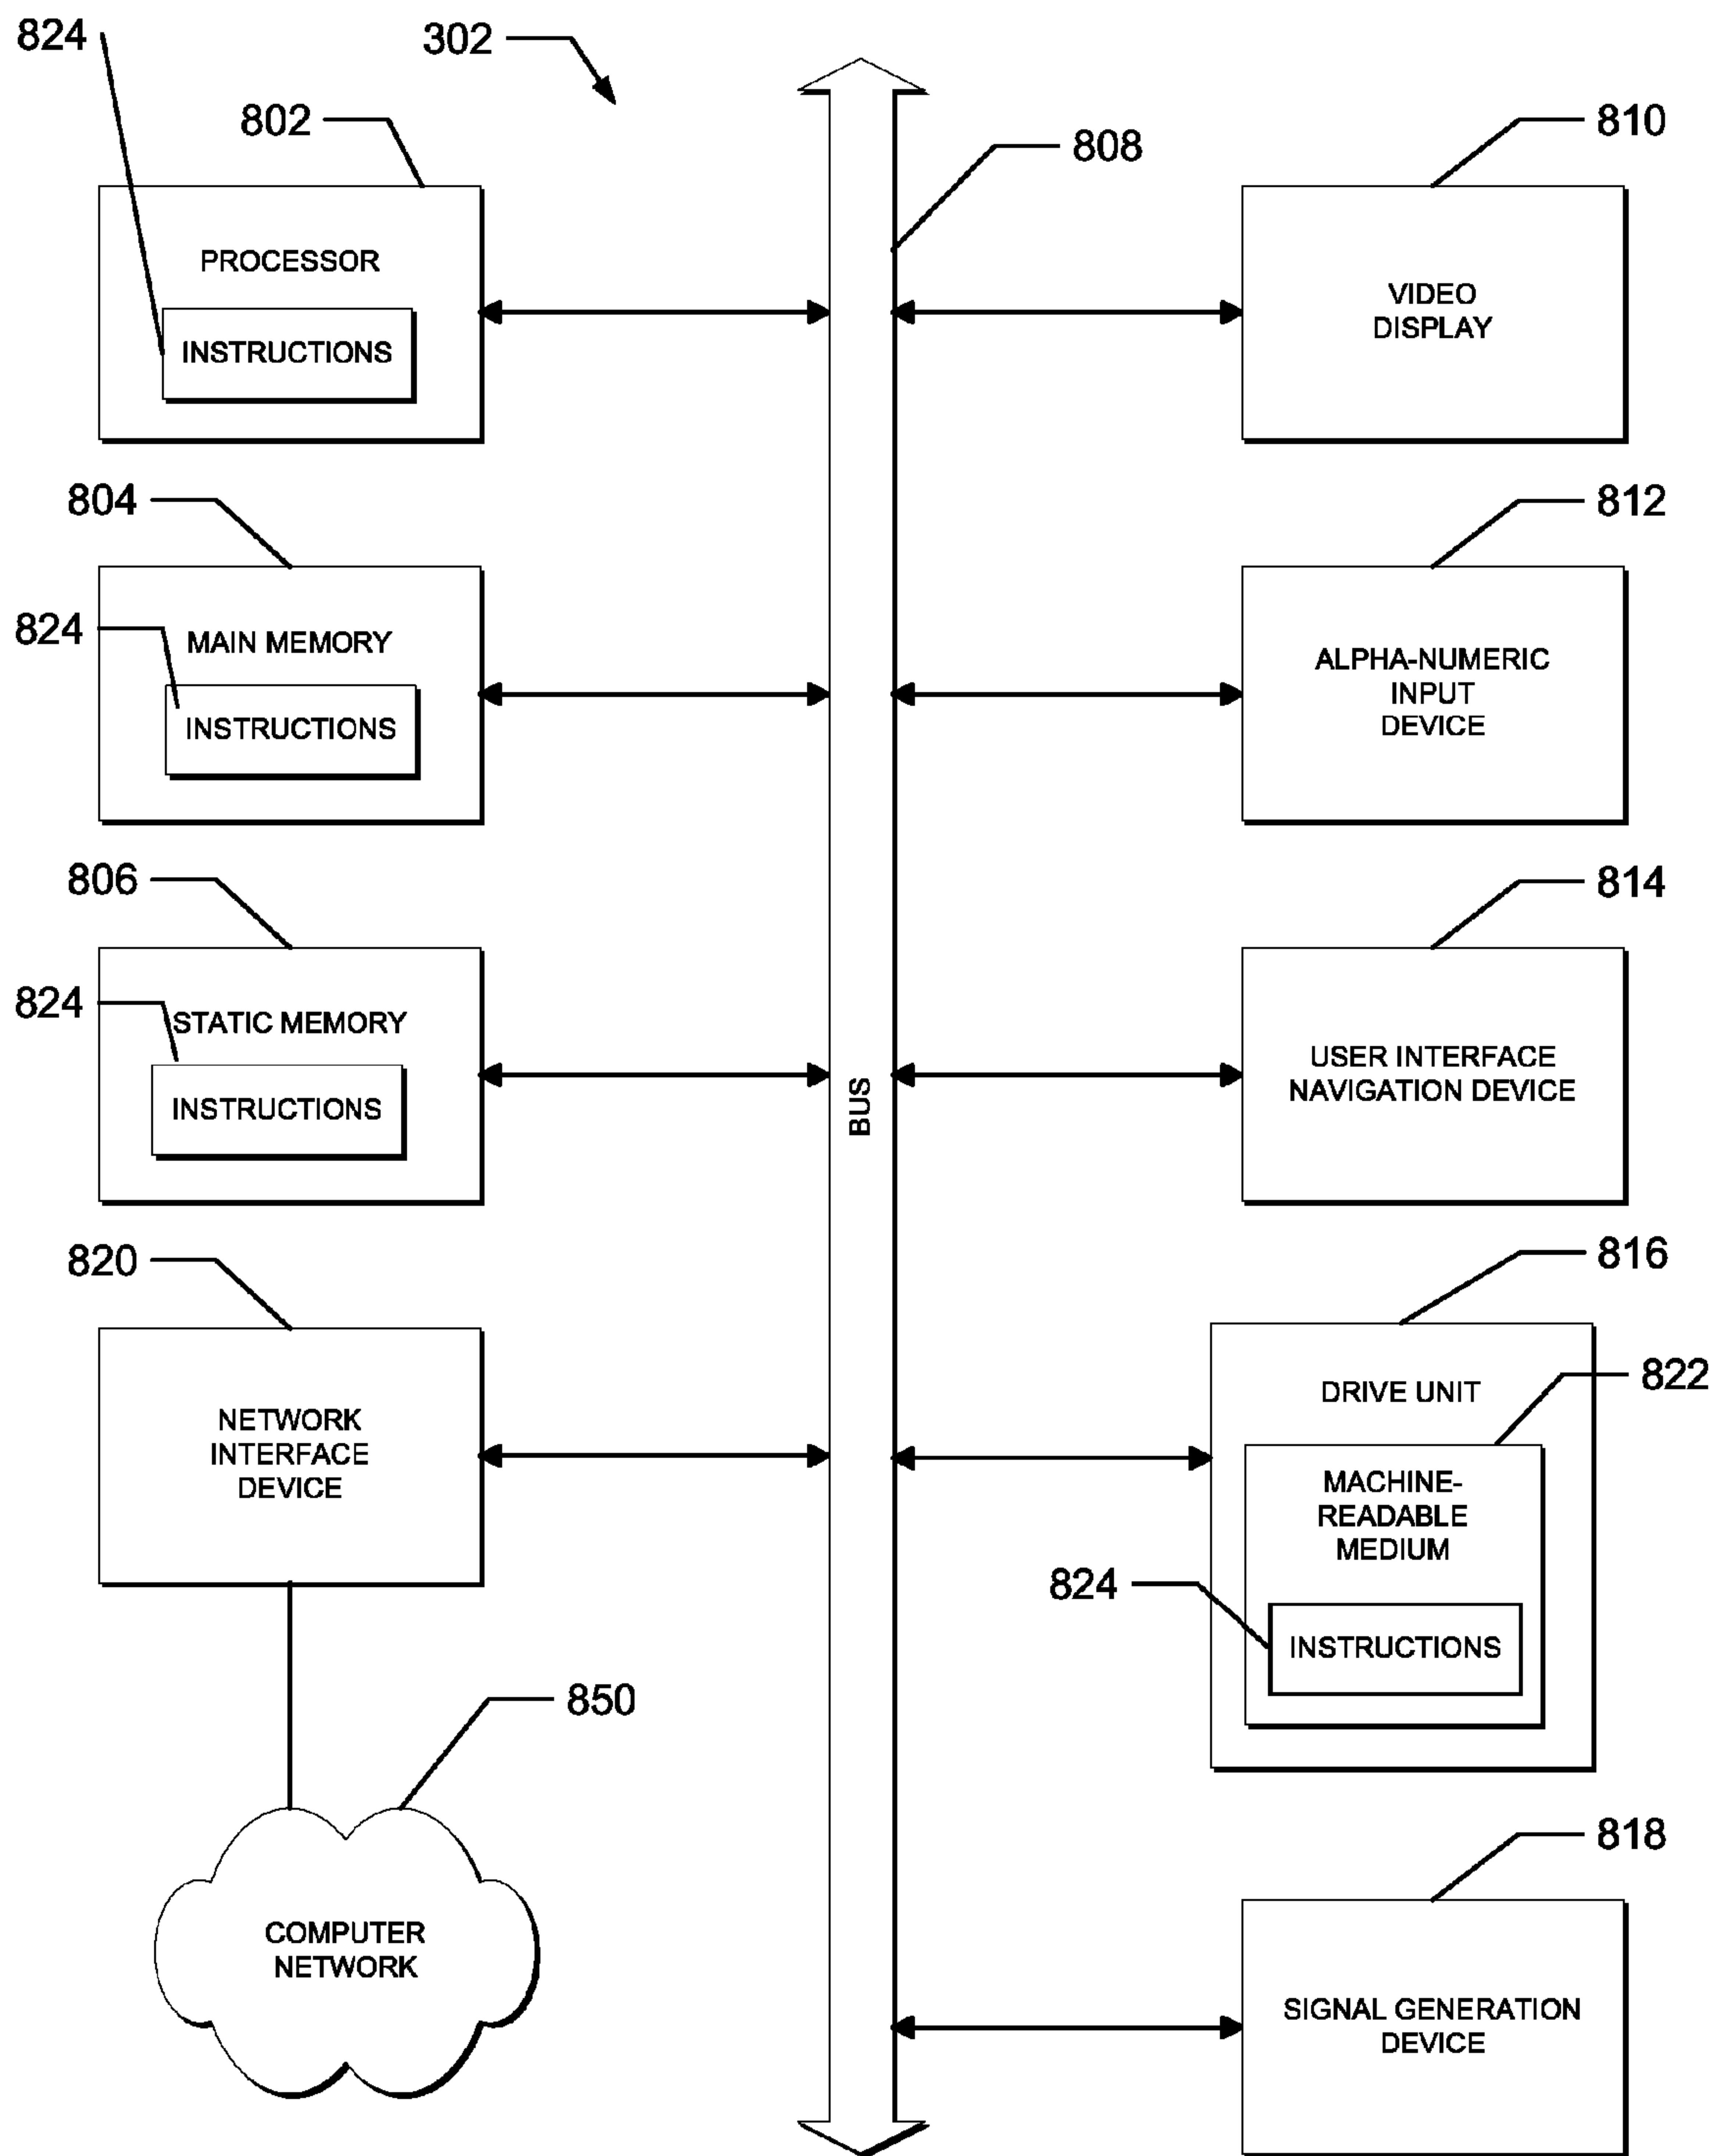 824
302
802
808
810
PROCESSOR
INSTRUCTIONS
VIDEO
DISPLAY
804
812
824
MAIN MEMORY
INSTRUCTIONS
ALPHA-NUMERIC
INPUT
DEVICE
806
814
824
STATIC MEMORY
INSTRUCTIONS
BUS
USER INTERFACE
NAVIGATION DEVICE
820
816
NETWORK
INTERFACE
DEVICE
DRIVE UNIT
822
MACHINE-
READABLE
MEDIUM
824
INSTRUCTIONS
850
COMPUTER
NETWORK
818
SIGNAL GENERATION
DEVICE